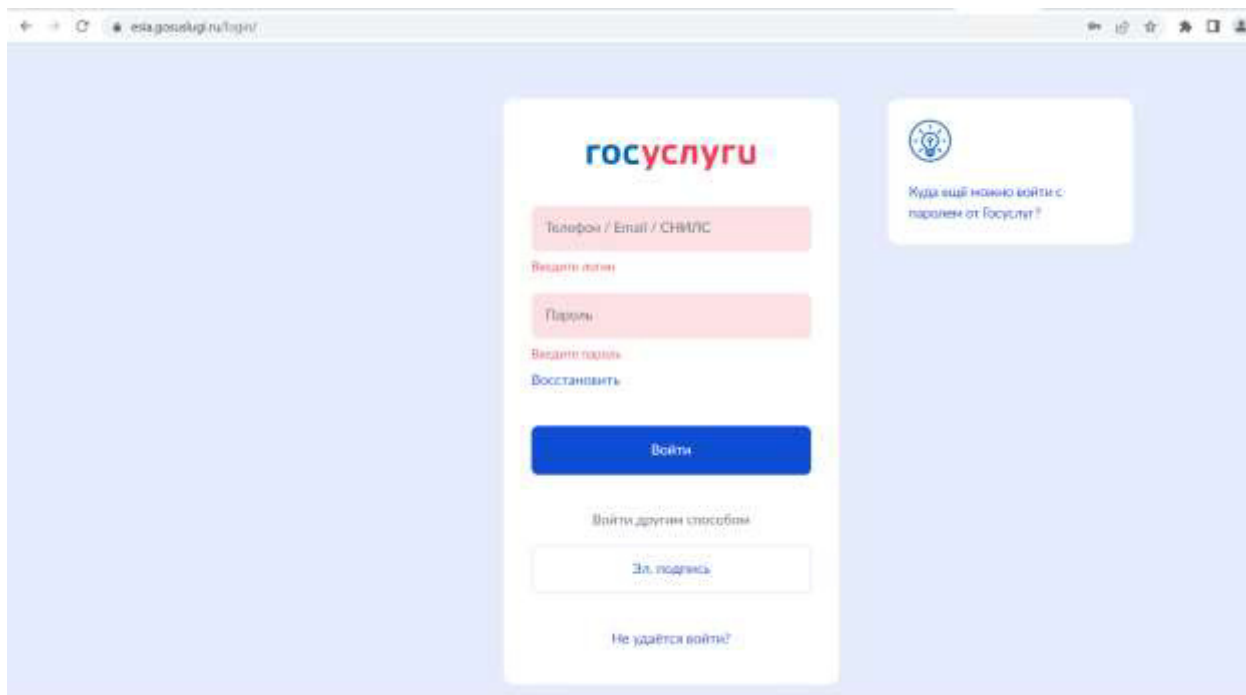 esia.gosuslugi.ru/login/
госуслуги
Телефон / Email / СНИЛС
Введите логин
Пароль
Введите пароль
Восстановить
Войти
Войти другим способом
Эл. подпись
Не удаётся войти?
Куда ещё можно войти с
паролем от Госуслуг?